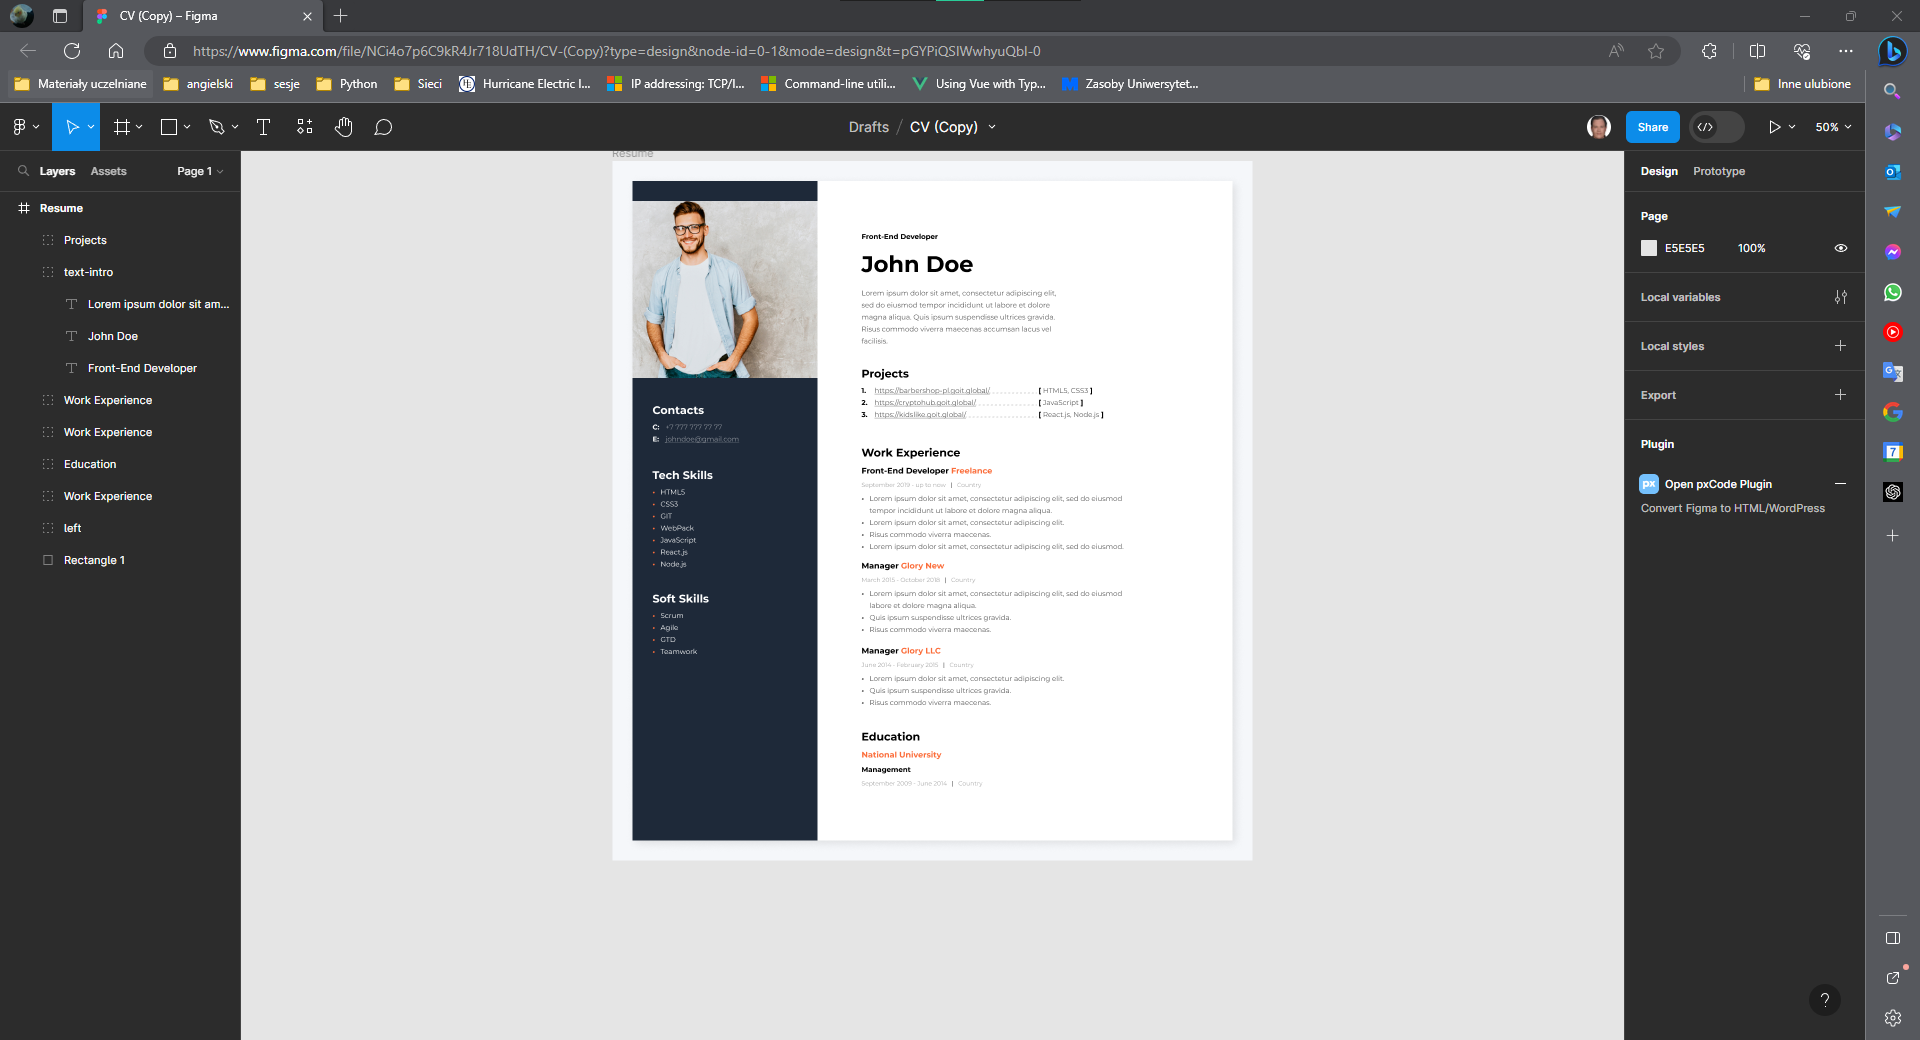 CV (Copy) – Figma
https://www.figma.com/file/NCi4o7p6C9kR4Jr718UdTH/CV-(Copy)?type=design&node-id=0-1&mode=design&t=pGYPiQSIWwhyuQbI-0
Materiały uczelniane
angielski
sesje
Python
Sieci
Hurricane Electric I...
IP addressing: TCP/I...
Command-line utili...
Using Vue with Typ...
Zasoby Uniwersytet...
Inne ulubione
Drafts / CV (Copy)
Share
50%
Layers
Assets
Page 1
Resume
Projects
text-intro
Lorem ipsum dolor sit am...
John Doe
Front-End Developer
Work Experience
Work Experience
Education
Work Experience
left
Rectangle 1
Resume
Contacts
C: +7 777 777 77 77
E: johndoe@gmail.com
Tech Skills
• HTML5
• CSS3
• GIT
• WebPack
• JavaScript
• React.js
• Node.js
Soft Skills
• Scrum
• Agile
• GTD
• Teamwork
Front-End Developer
John Doe
Lorem ipsum dolor sit amet, consectetur adipiscing elit,
sed do eiusmod tempor incididunt ut labore et dolore
magna aliqua. Quis ipsum suspendisse ultrices gravida.
Risus commodo viverra maecenas accumsan lacus vel
facilisis.
Projects
1. https://barbershop-pl.goit.global/ [ HTML5, CSS3 ]
2. https://cryptohub.goit.global/ [ JavaScript ]
3. https://kidslike.goit.global/ [ React.js, Node.js ]
Work Experience
Front-End Developer Freelance
September 2019 - up to now | Country
• Lorem ipsum dolor sit amet, consectetur adipiscing elit, sed do eiusmod
tempor incididunt ut labore et dolore magna aliqua.
• Lorem ipsum dolor sit amet, consectetur adipiscing elit.
• Risus commodo viverra maecenas.
• Lorem ipsum dolor sit amet, consectetur adipiscing elit, sed do eiusmod.
Manager Glory New
March 2015 - October 2018 | Country
• Lorem ipsum dolor sit amet, consectetur adipiscing elit, sed do eiusmod
labore et dolore magna aliqua.
• Quis ipsum suspendisse ultrices gravida.
• Risus commodo viverra maecenas.
Manager Glory LLC
June 2014 - February 2015 | Country
• Lorem ipsum dolor sit amet, consectetur adipiscing elit.
• Quis ipsum suspendisse ultrices gravida.
• Risus commodo viverra maecenas.
Education
National University
Management
September 2009 - June 2014 | Country
Design
Prototype
Page
E5E5E5
100%
Local variables
Local styles
Export
Plugin
px
Open pxCode Plugin
Convert Figma to HTML/WordPress
7
?